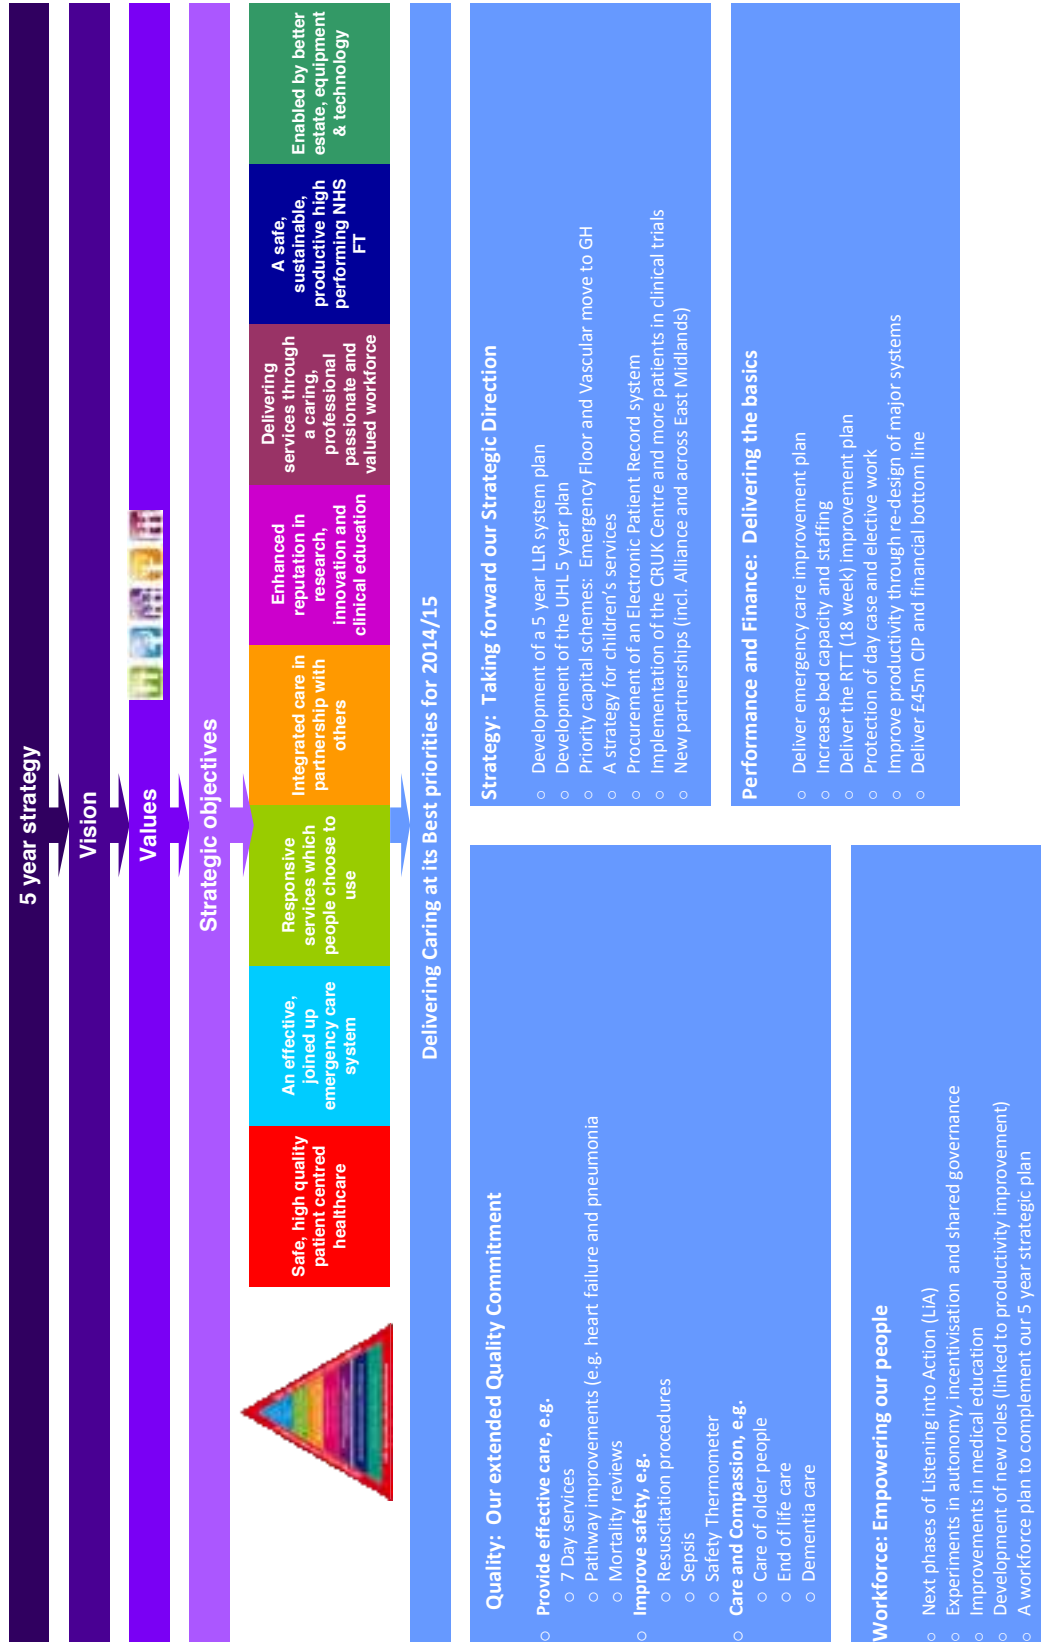 5 year strategy
Vision
Values
Strategic objectives
Safe, high quality
patient centred
healthcare
An effective,
joined up
emergency care
system
Responsive
services which
people choose to
use
Integrated care in
partnership with
others
Enhanced
reputation in
research,
innovation and
clinical education
Delivering
services through
a caring,
professional
passionate and
valued workforce
A safe,
sustainable,
productive high
performing NHS
FT
Enabled by better
estate, equipment
& technology
Delivering Caring at its Best priorities for 2014/15
Quality: Our extended Quality Commitment
○ Provide effective care, e.g.
○ 7 Day services
○ Pathway improvements (e.g. heart failure and pneumonia
○ Mortality reviews
○ Improve safety, e.g.
○ Resuscitation procedures
○ Sepsis
○ Safety Thermometer
○ Care and Compassion, e.g.
○ Care of older people
○ End of life care
○ Dementia care
Strategy: Taking forward our Strategic Direction
○ Development of a 5 year LLR system plan
○ Development of the UHL 5 year plan
○ Priority capital schemes: Emergency Floor and Vascular move to GH
○ A strategy for children's services
○ Procurement of an Electronic Patient Record system
○ Implementation of the CRUK Centre and more patients in clinical trials
○ New partnerships (incl. Alliance and across East Midlands)
Workforce: Empowering our people
○ Next phases of Listening into Action (LiA)
○ Experiments in autonomy, incentivisation and shared governance
○ Improvements in medical education
○ Development of new roles (linked to productivity improvement)
○ A workforce plan to complement our 5 year strategic plan
Performance and Finance: Delivering the basics
○ Deliver emergency care improvement plan
○ Increase bed capacity and staffing
○ Deliver the RTT (18 week) improvement plan
○ Protection of day case and elective work
○ Improve productivity through re-design of major systems
○ Deliver £45m CIP and financial bottom line